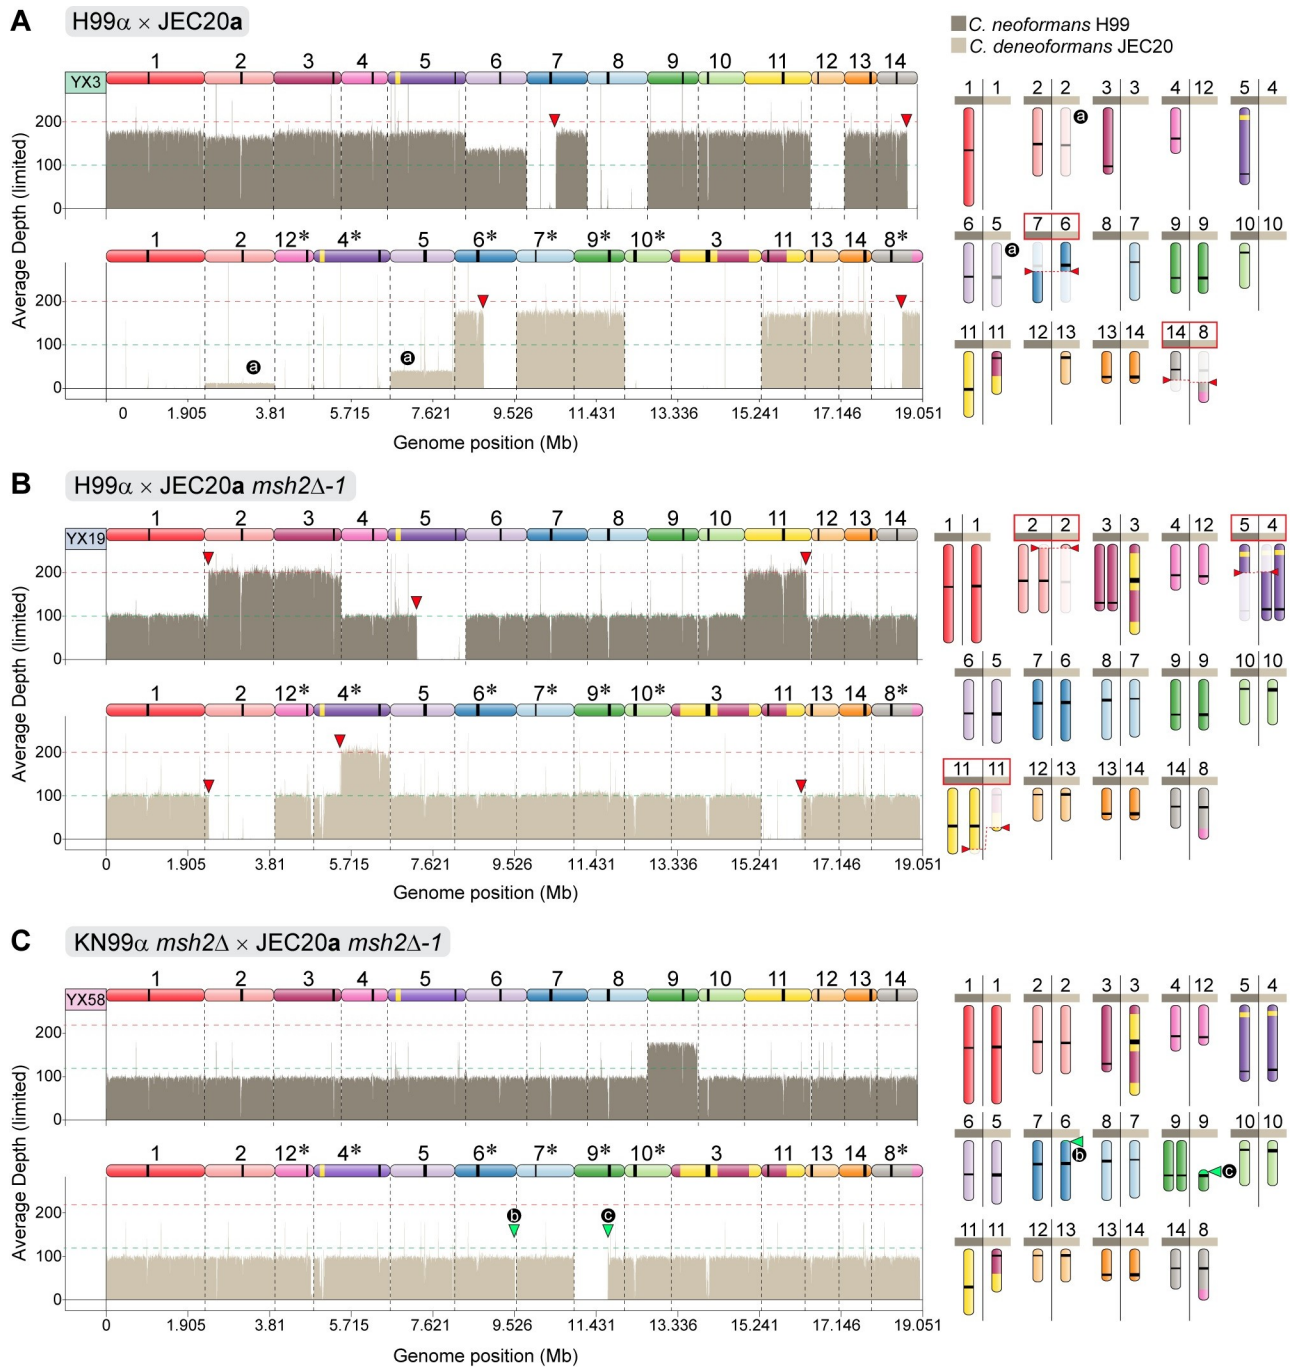 A
H99α × JEC20a
C. neoformans H99
C. deneoformans JEC20
YX3
1 2 3 4 5 6 7 8 9 10 11 12 13 14
200
100
0
1 2 12* 4* 5 6* 7* 9* 10* 3 11 13 14 8*
200
100
0
a a
Average Depth (limited)
0 1.905 3.81 5.715 7.621 9.526 11.431 13.336 15.241 17.146 19.051
Genome position (Mb)
1 1 2 2 3 3 4 12 5 4
a
6 5 7 6 8 7 9 9 10 10
a
11 11 12 13 13 14 14 8
B
H99α × JEC20a msh2Δ-1
YX19
1 2 3 4 5 6 7 8 9 10 11 12 13 14
200
100
0
1 2 12* 4* 5 6* 7* 9* 10* 3 11 13 14 8*
200
100
0
Average Depth (limited)
0 1.905 3.81 5.715 7.621 9.526 11.431 13.336 15.241 17.146 19.051
Genome position (Mb)
1 1 2 2 3 3 4 12 5 4
6 5 7 6 8 7 9 9 10 10
11 11 12 13 13 14 14 8
C
KN99α msh2Δ × JEC20a msh2Δ-1
YX58
1 2 3 4 5 6 7 8 9 10 11 12 13 14
200
120
0
1 2 12* 4* 5 6* 7* 9* 10* 3 11 13 14 8*
200
100
0
b c
Average Depth (limited)
0 1.905 3.81 5.715 7.621 9.526 11.431 13.336 15.241 17.146 19.051
Genome position (Mb)
1 1 2 2 3 3 4 12 5 4
6 5 7 6 8 7 9 9 10 10
b c
11 11 12 13 13 14 14 8